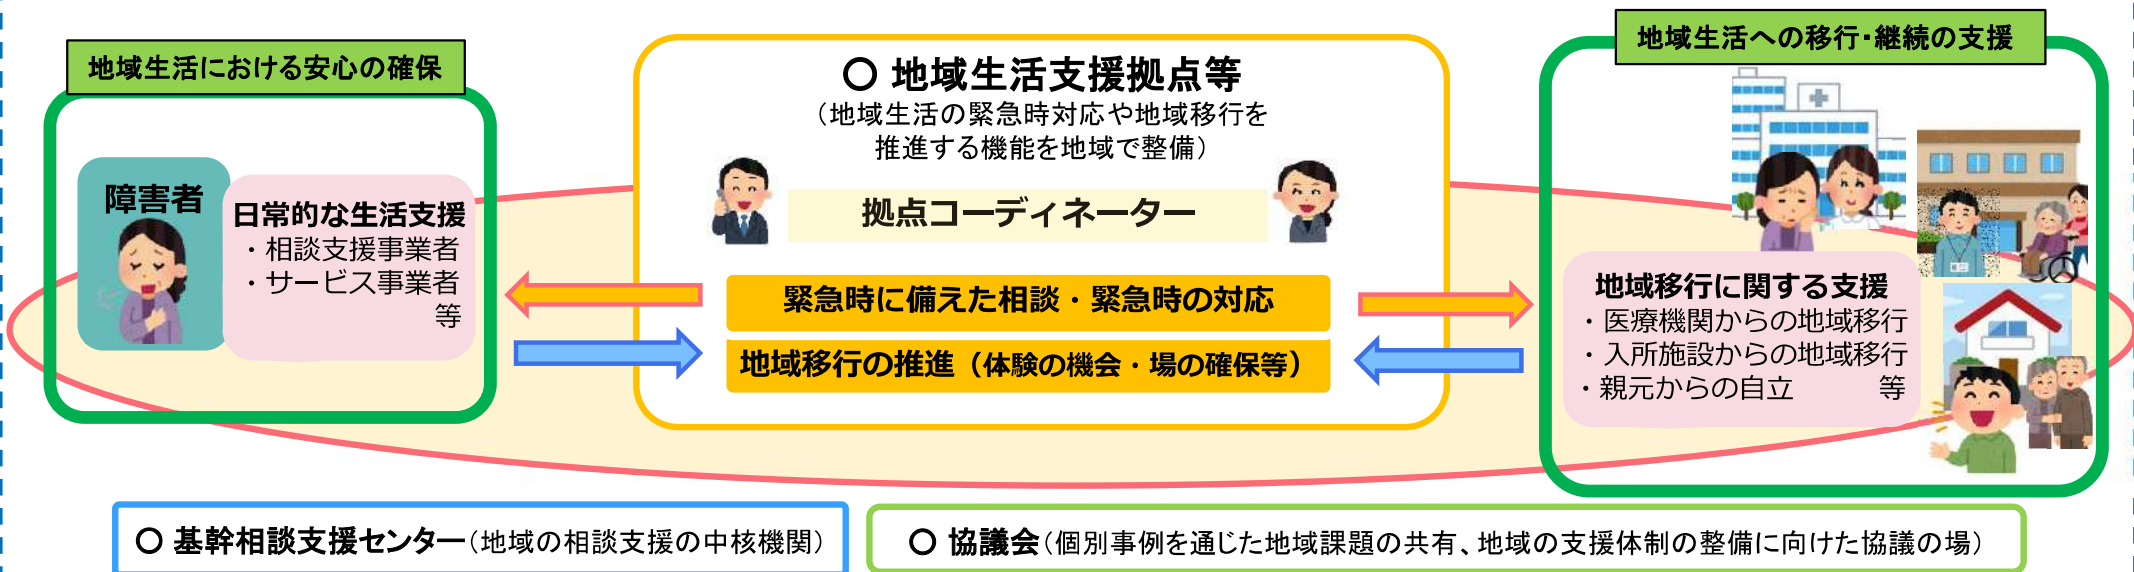 地域生活における安心の確保
障害者
日常的な生活支援
・相談支援事業者
・サービス事業者
等
〇 地域生活支援拠点等
（地域生活の緊急時対応や地域移行を
推進する機能を地域で整備）
拠点コーディネーター
緊急時に備えた相談・緊急時の対応
地域移行の推進（体験の機会・場の確保等）
地域生活への移行・継続の支援
地域移行に関する支援
・医療機関からの地域移行
・入所施設からの地域移行
・親元からの自立　　等
〇 基幹相談支援センター（地域の相談支援の中核機関）
〇 協議会（個別事例を通じた地域課題の共有、地域の支援体制の整備に向けた協議の場）